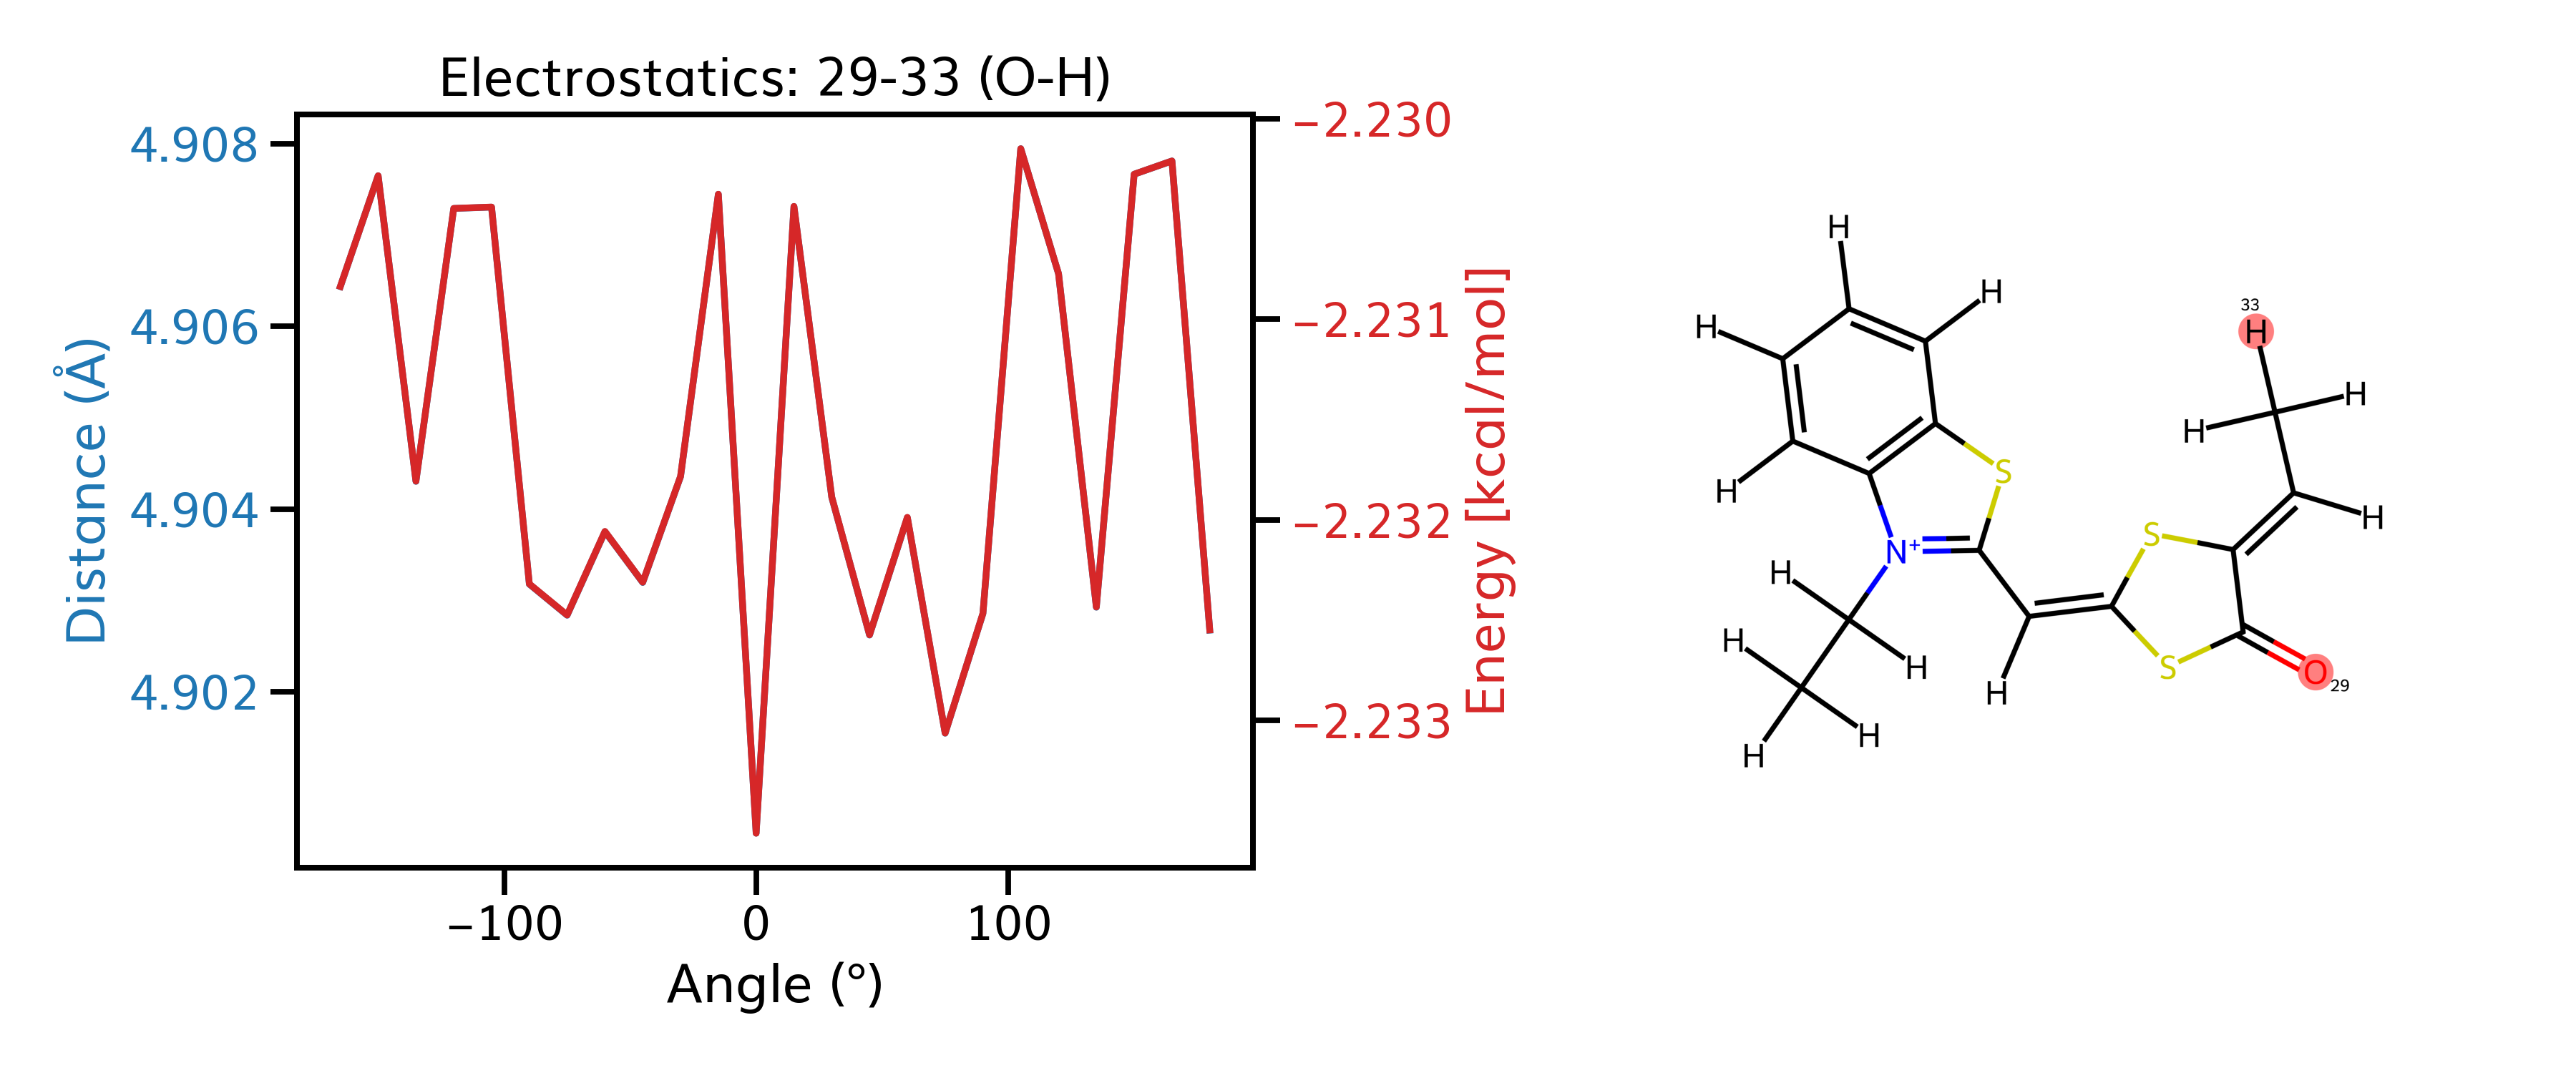 Electrostatics: 29-33 (O-H)
4.908
4.906
4.904
4.902
Distance (Å)
−2.230
−2.231
−2.232
−2.233
Energy [kcal/mol]
−100
0
100
Angle (°)
H
H
H
33
H
H
H
S
H
S
H
N+
H
H
H
S
O
29
H
H
H
H